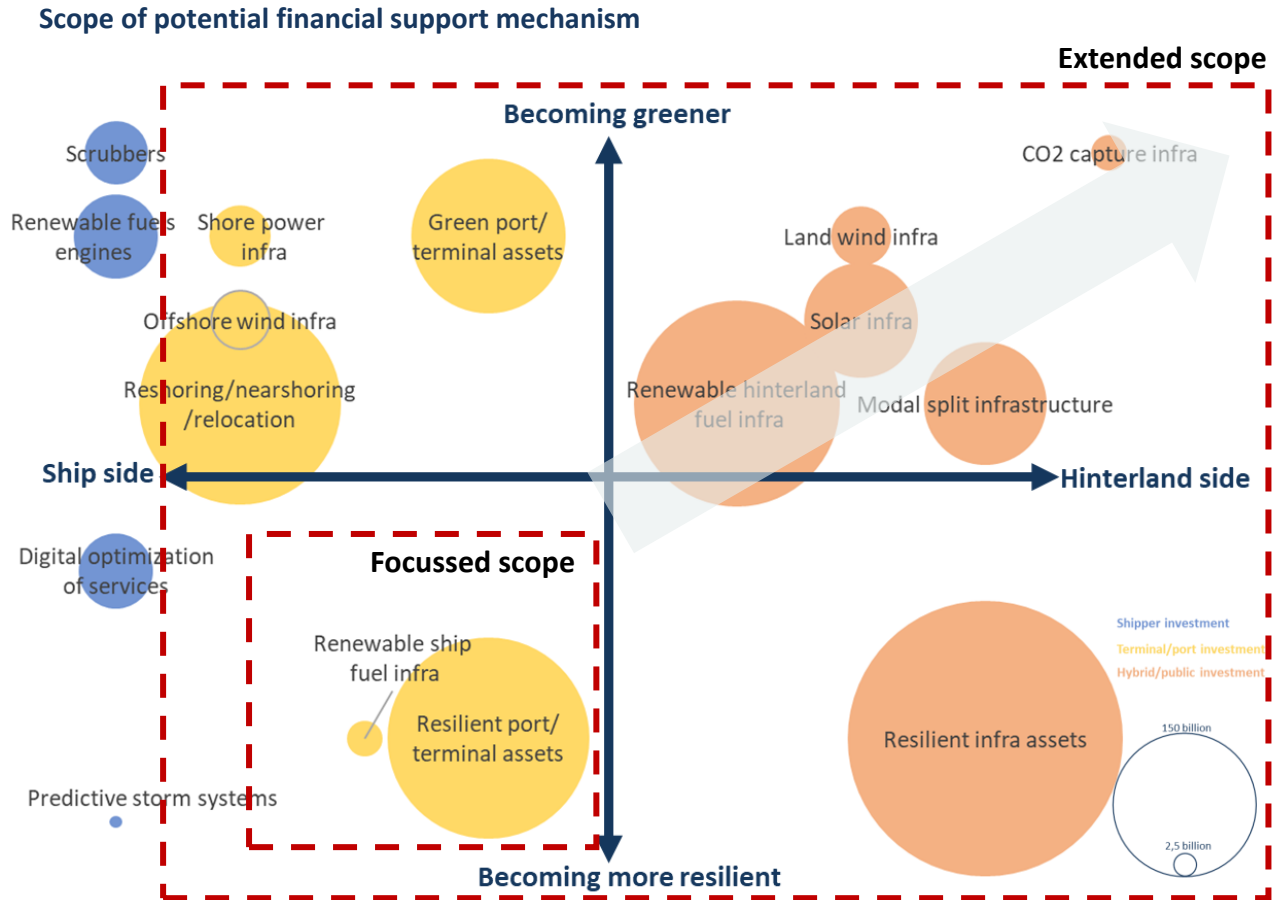 Scope of potential financial support mechanism
Extended scope
Becoming greener
Scrubbers
CO2 capture infra
Renewable fuels
engines
Shore power
infra
Green port/
terminal assets
Land wind infra
Offshore wind infra
Solar infra
Reshoring/nearshoring
/relocation
Renewable hinterland
fuel infra
Modal split infrastructure
Ship side
Hinterland side
Digital optimization
of services
Focussed scope
Renewable ship
fuel infra
Resilient port/
terminal assets
Resilient infra assets
Shipper investment
Terminal/port investment
Hybrid/public investment
150 billion
2,5 billion
Predictive storm systems
Becoming more resilient